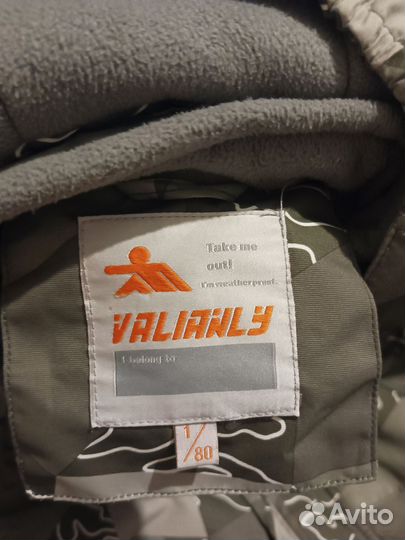 Take me
out!
I'm weatherproof.
VALIANLY
I belong to
1/80
Avito